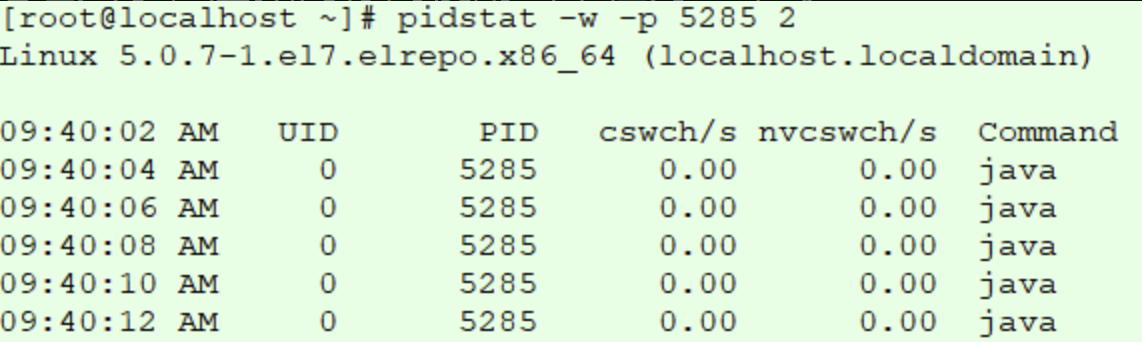 [root@localhost ~]# pidstat -w -p 5285 2
Linux 5.0.7-1.el7.elrepo.x86_64 (localhost.localdomain)
09:40:02 AM   UID       PID   cswch/s nvcswch/s  Command
09:40:04 AM     0      5285      0.00      0.00  java
09:40:06 AM     0      5285      0.00      0.00  java
09:40:08 AM     0      5285      0.00      0.00  java
09:40:10 AM     0      5285      0.00      0.00  java
09:40:12 AM     0      5285      0.00      0.00  java